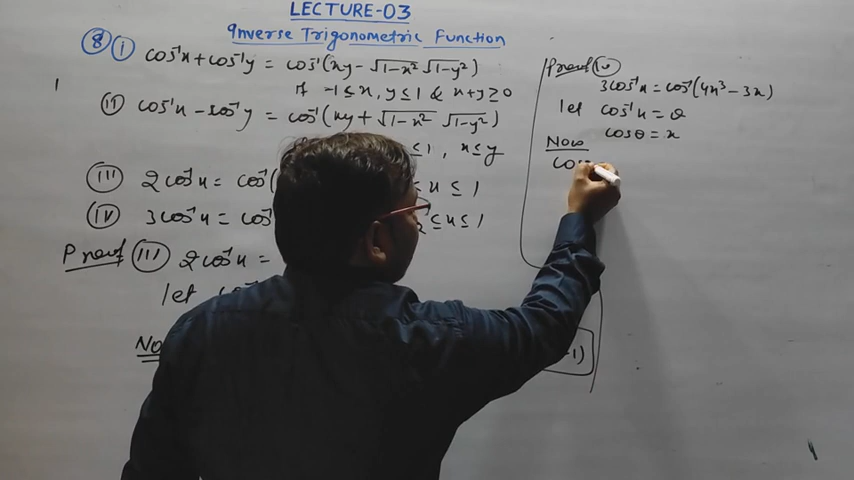 LECTURE-03
Inverse Trigonometric Function
⑧ ⓘ cos⁻¹x + cos⁻¹y = cos⁻¹(xy - √1-x² √1-y²)
If -1 ≤ x, y ≤ 1 & x+y ≥ 0
(ii) cos⁻¹x - cos⁻¹y = cos⁻¹(xy + √1-x² √1-y²)
≤ 1, x ≤ y
(iii) 2cos⁻¹x = cos⁻¹( ≤ x ≤ 1
(iv) 3cos⁻¹x = cos⁻¹ ≤ x ≤ 1
Proof (iii) 2cos⁻¹x =
let
-1)
Proof (iv)
3cos⁻¹x = cos⁻¹(4x³ - 3x)
let cos⁻¹x = θ
cosθ = x
Now
cos